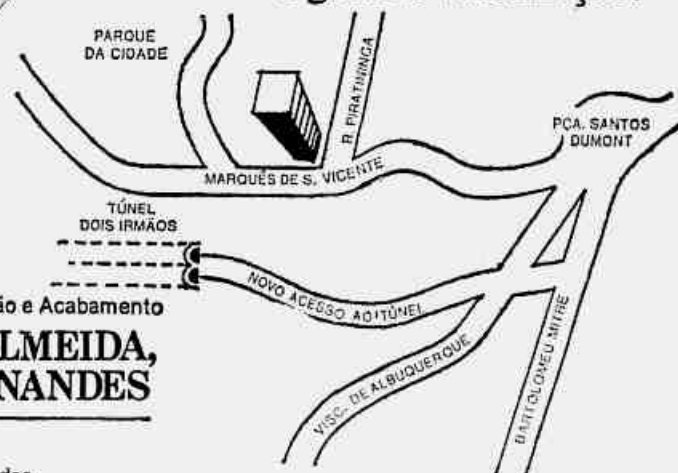 PARQUE
DA CIDADE
R. PIRATININGA
PÇA. SANTOS
DUMONT
MARQUÊS DE S. VICENTE
TÚNEL
DOIS IRMÃOS
NOVO ACESSO AO TÚNEL
ão e Acabamento
LMEIDA,
NANDES
VISC. DE ALBUQUERQUE
BARTOLOMEU MITRE